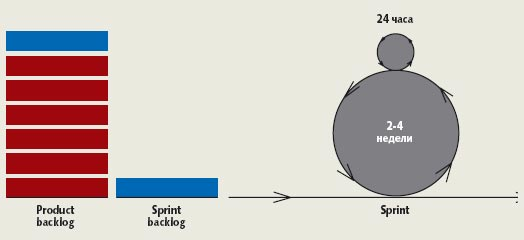 24 часа
2-4
недели
Product
backlog
Sprint
backlog
Sprint